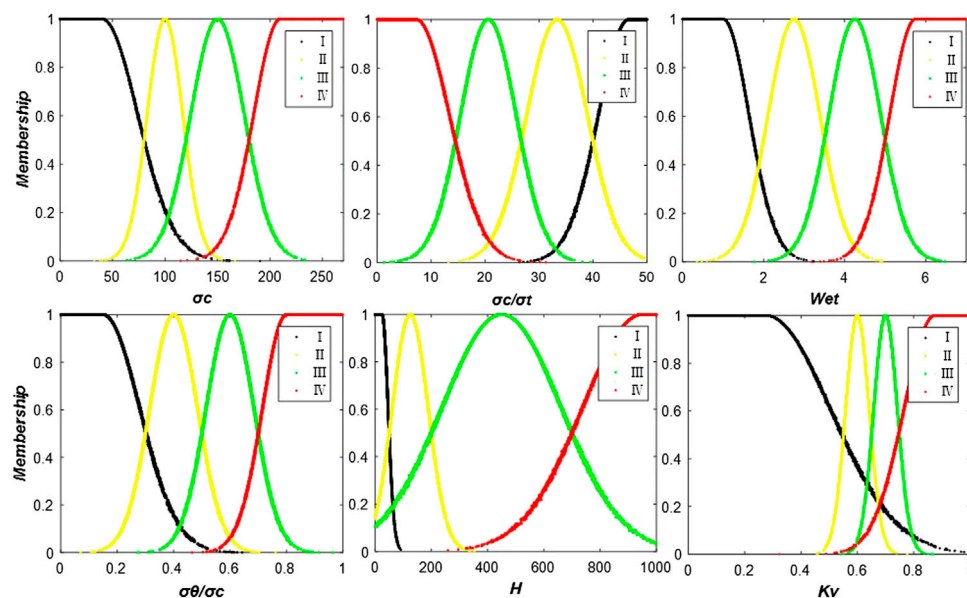 1
0.8
0.6
0.4
0.2
0
Membership
I
II
III
IV
0 50 100 150 200 250
σc
1
0.8
0.6
0.4
0.2
0
I
II
III
IV
0 10 20 30 40 50
σc/σt
1
0.8
0.6
0.4
0.2
0
I
II
III
IV
0 2 4 6
Wet
1
0.8
0.6
0.4
0.2
0
Membership
I
II
III
IV
0 0.2 0.4 0.6 0.8 1
σθ/σc
1
0.8
0.6
0.4
0.2
0
I
II
III
IV
0 200 400 600 800 1000
H
1
0.8
0.6
0.4
0.2
0
I
II
III
IV
0 0.2 0.4 0.6 0.8 1
Kv